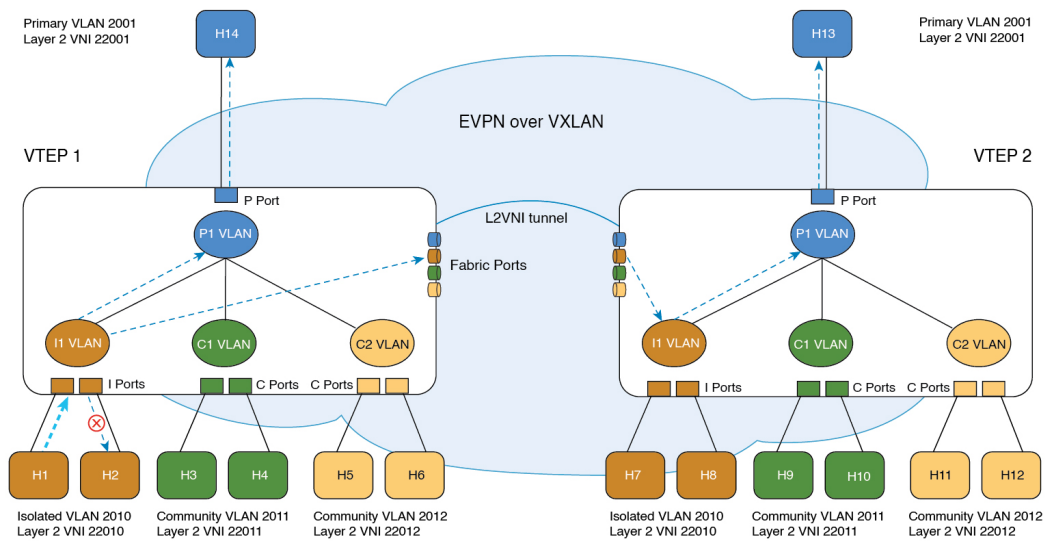 Primary VLAN 2001
Layer 2 VNI 22001
H14
H13
Primary VLAN 2001
Layer 2 VNI 22001
EVPN over VXLAN
VTEP 1
VTEP 2
P Port
P Port
P1 VLAN
L2VNI tunnel
P1 VLAN
Fabric Ports
I1 VLAN
C1 VLAN
C2 VLAN
I1 VLAN
C1 VLAN
C2 VLAN
I Ports
C Ports
C Ports
I Ports
C Ports
C Ports
H1
H2
H3
H4
H5
H6
H7
H8
H9
H10
H11
H12
Isolated VLAN 2010
Layer 2 VNI 22010
Community VLAN 2011
Layer 2 VNI 22011
Community VLAN 2012
Layer 2 VNI 22012
Isolated VLAN 2010
Layer 2 VNI 22010
Community VLAN 2011
Layer 2 VNI 22011
Community VLAN 2012
Layer 2 VNI 22012